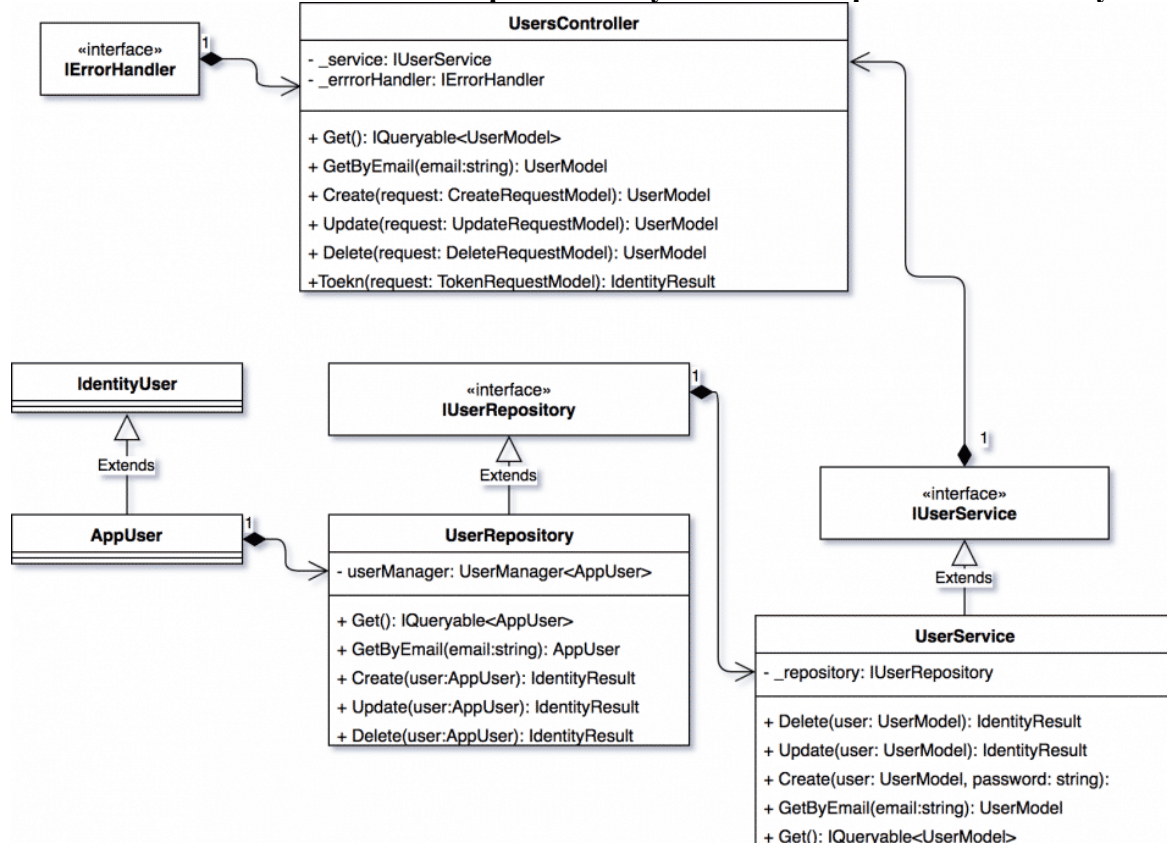 UsersController
- _service: IUserService
- _errrorHandler: IErrorHandler
+ Get(): IQueryable<UserModel>
+ GetByEmail(email:string): UserModel
+ Create(request: CreateRequestModel): UserModel
+ Update(request: UpdateRequestModel): UserModel
+ Delete(request: DeleteRequestModel): UserModel
+Toekn(request: TokenRequestModel): IdentityResult
«interface»
IErrorHandler
1
IdentityUser
Extends
AppUser
1
«interface»
IUserRepository
1
Extends
UserRepository
- userManager: UserManager<AppUser>
+ Get(): IQueryable<AppUser>
+ GetByEmail(email:string): AppUser
+ Create(user:AppUser): IdentityResult
+ Update(user:AppUser): IdentityResult
+ Delete(user:AppUser): IdentityResult
1
«interface»
IUserService
Extends
UserService
- _repository: IUserRepository
+ Delete(user: UserModel): IdentityResult
+ Update(user: UserModel): IdentityResult
+ Create(user: UserModel, password: string):
+ GetByEmail(email:string): UserModel
+ Get(): IQueryable<UserModel>